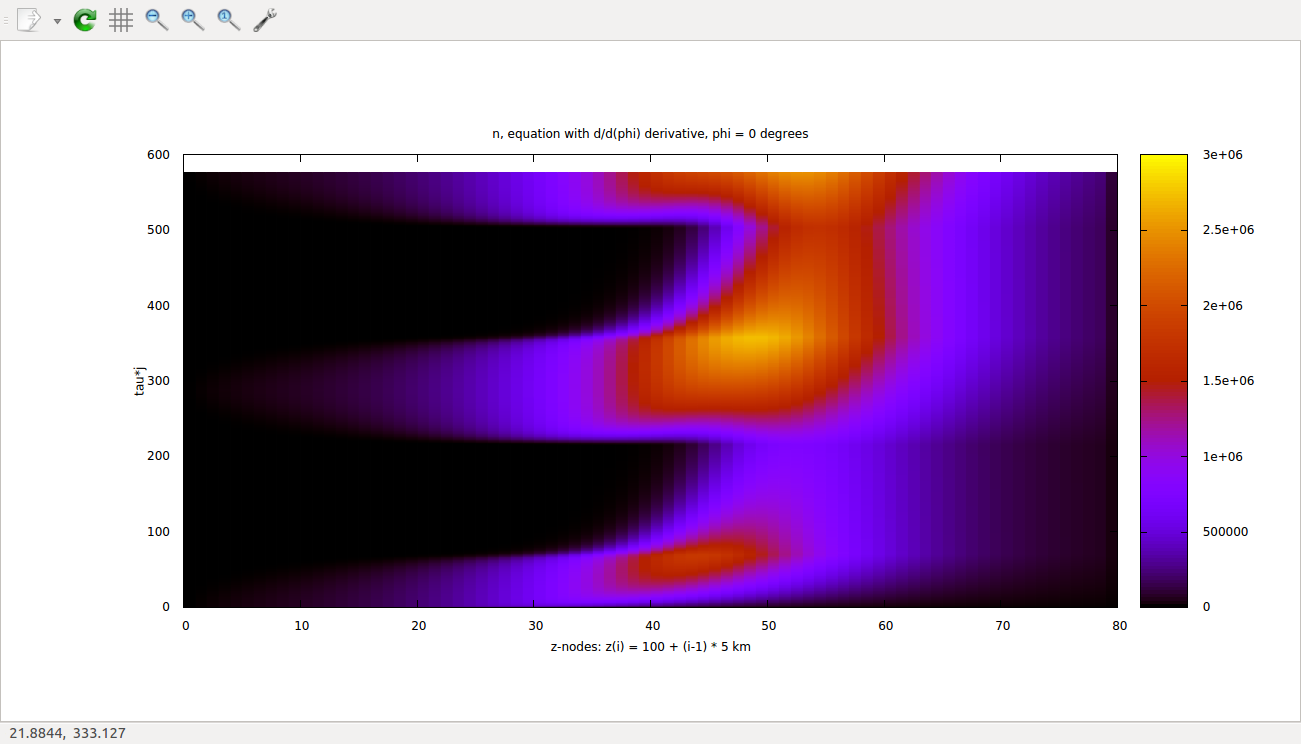 n, equation with d/d(phi) derivative, phi = 0 degrees
600
500
400
300
200
100
0
tau*j
0 10 20 30 40 50 60 70 80
z-nodes: z(i) = 100 + (i-1) * 5 km
3e+06
2.5e+06
2e+06
1.5e+06
1e+06
500000
0
21.8844, 333.127